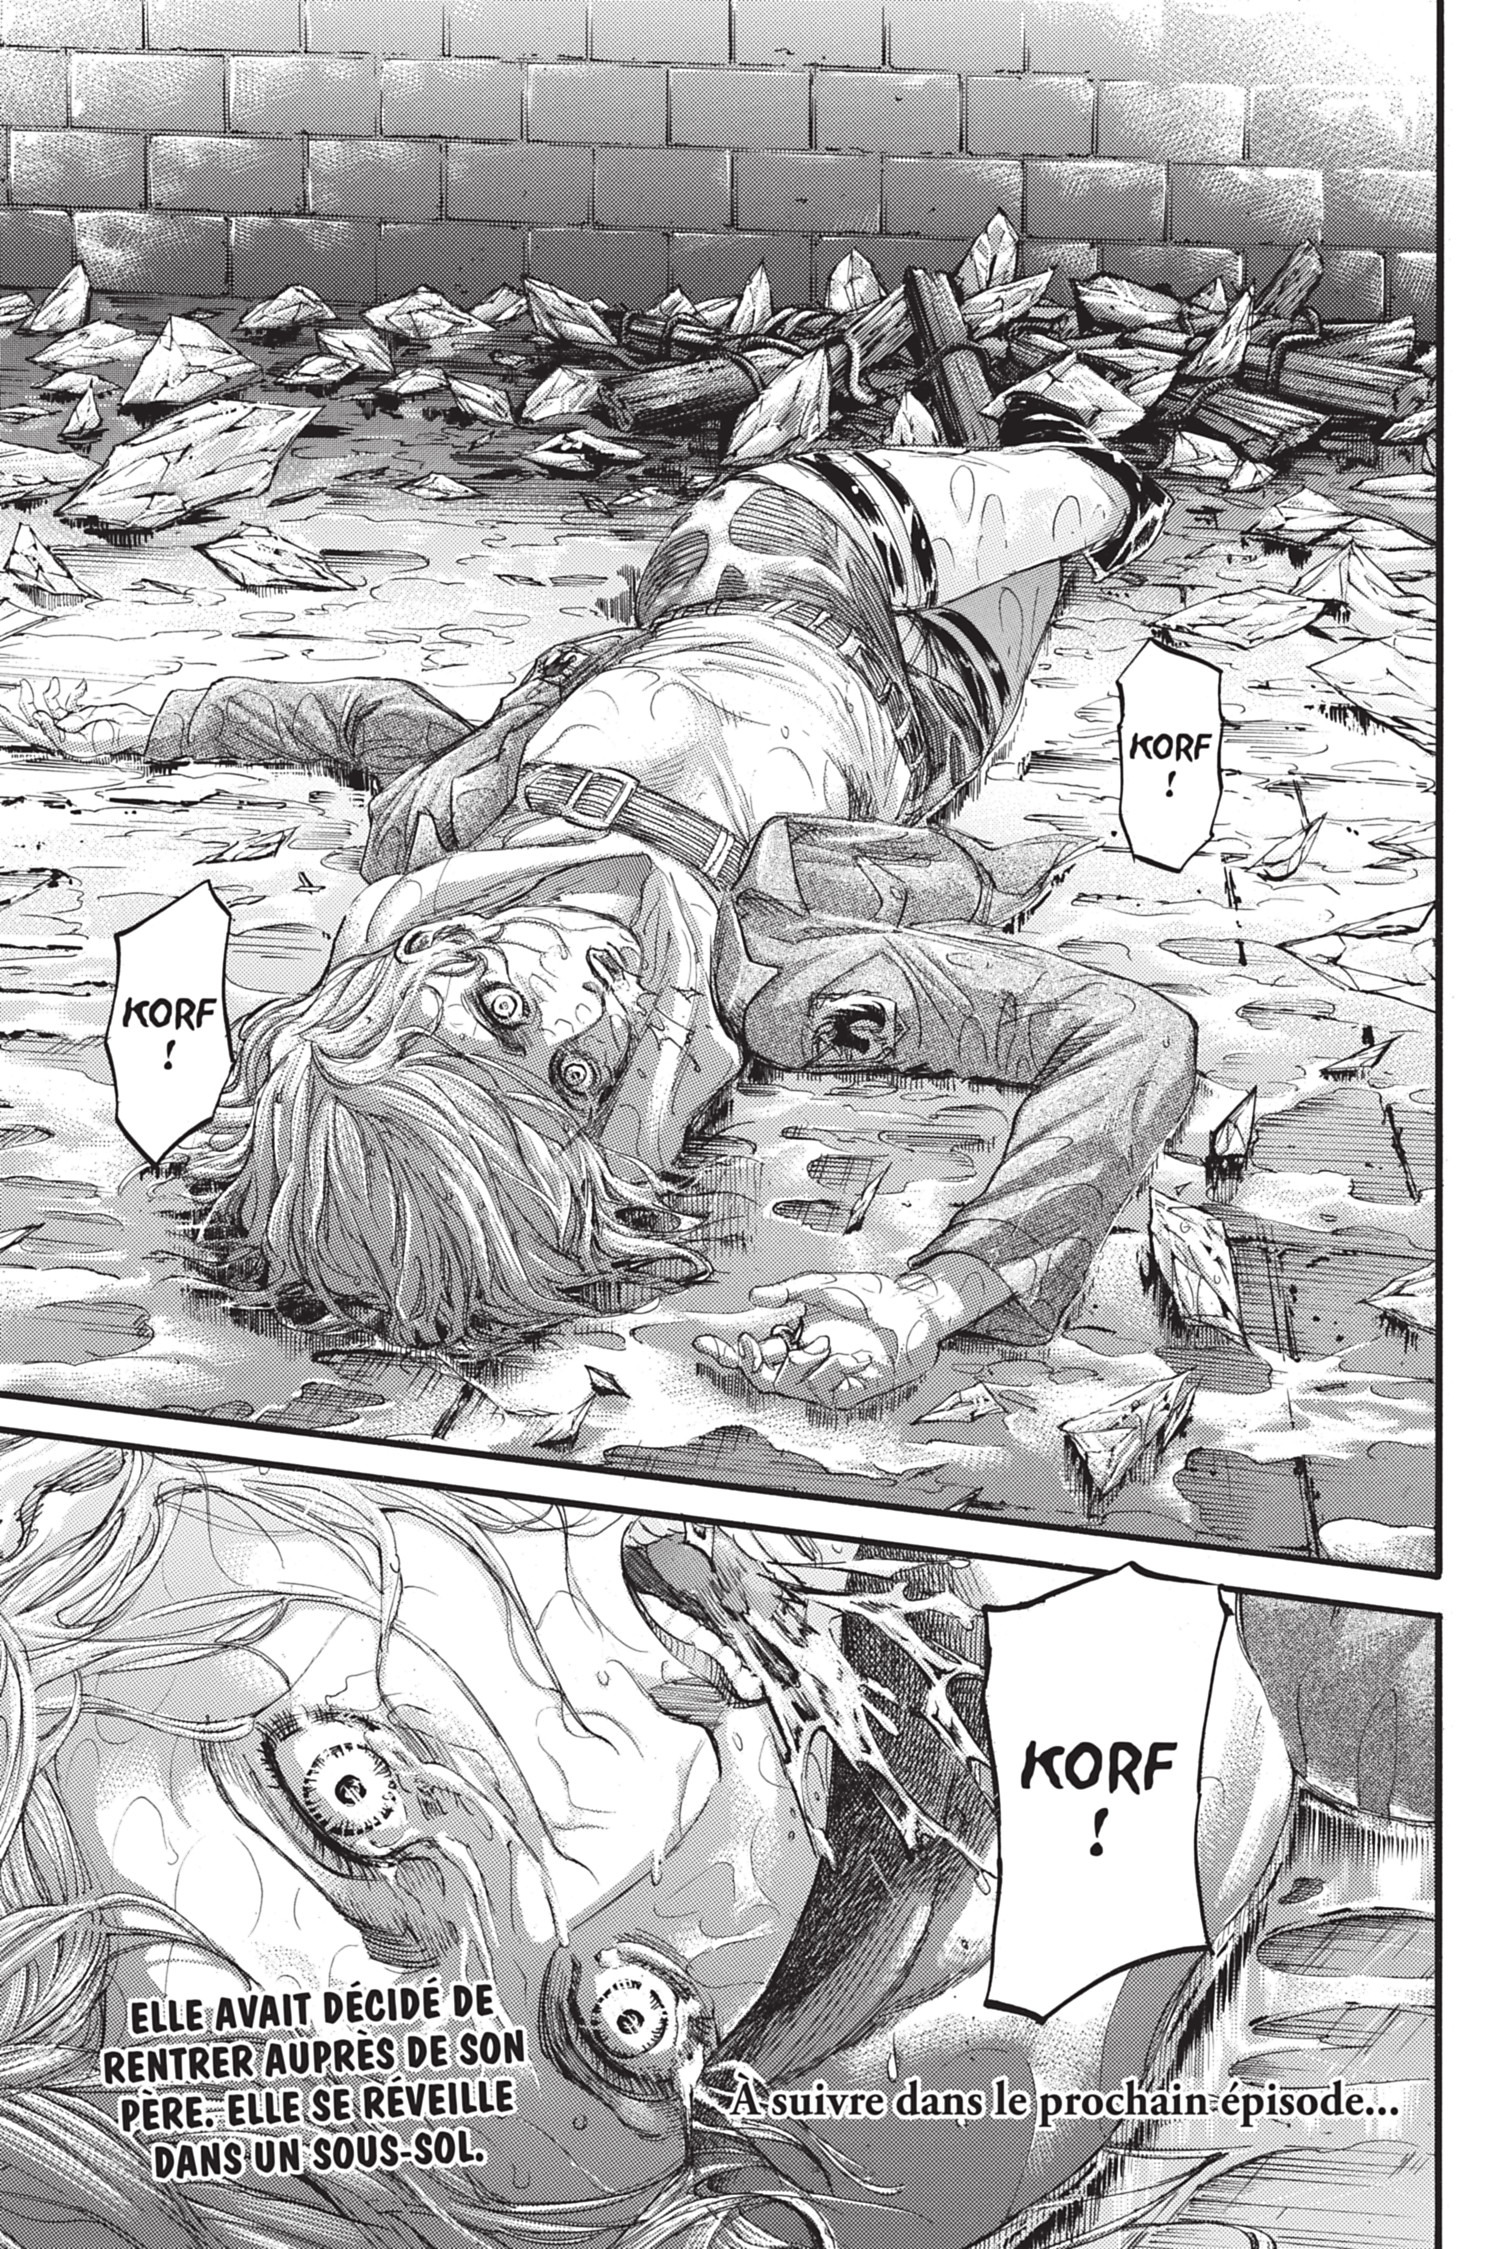 KORF
!
KORF
!
KORF
!
ELLE AVAIT DÉCIDÉ DE
RENTRER AUPRÈS DE SON
PÈRE. ELLE SE RÉVEILLE
DANS UN SOUS-SOL.
À suivre dans le prochain épisode...